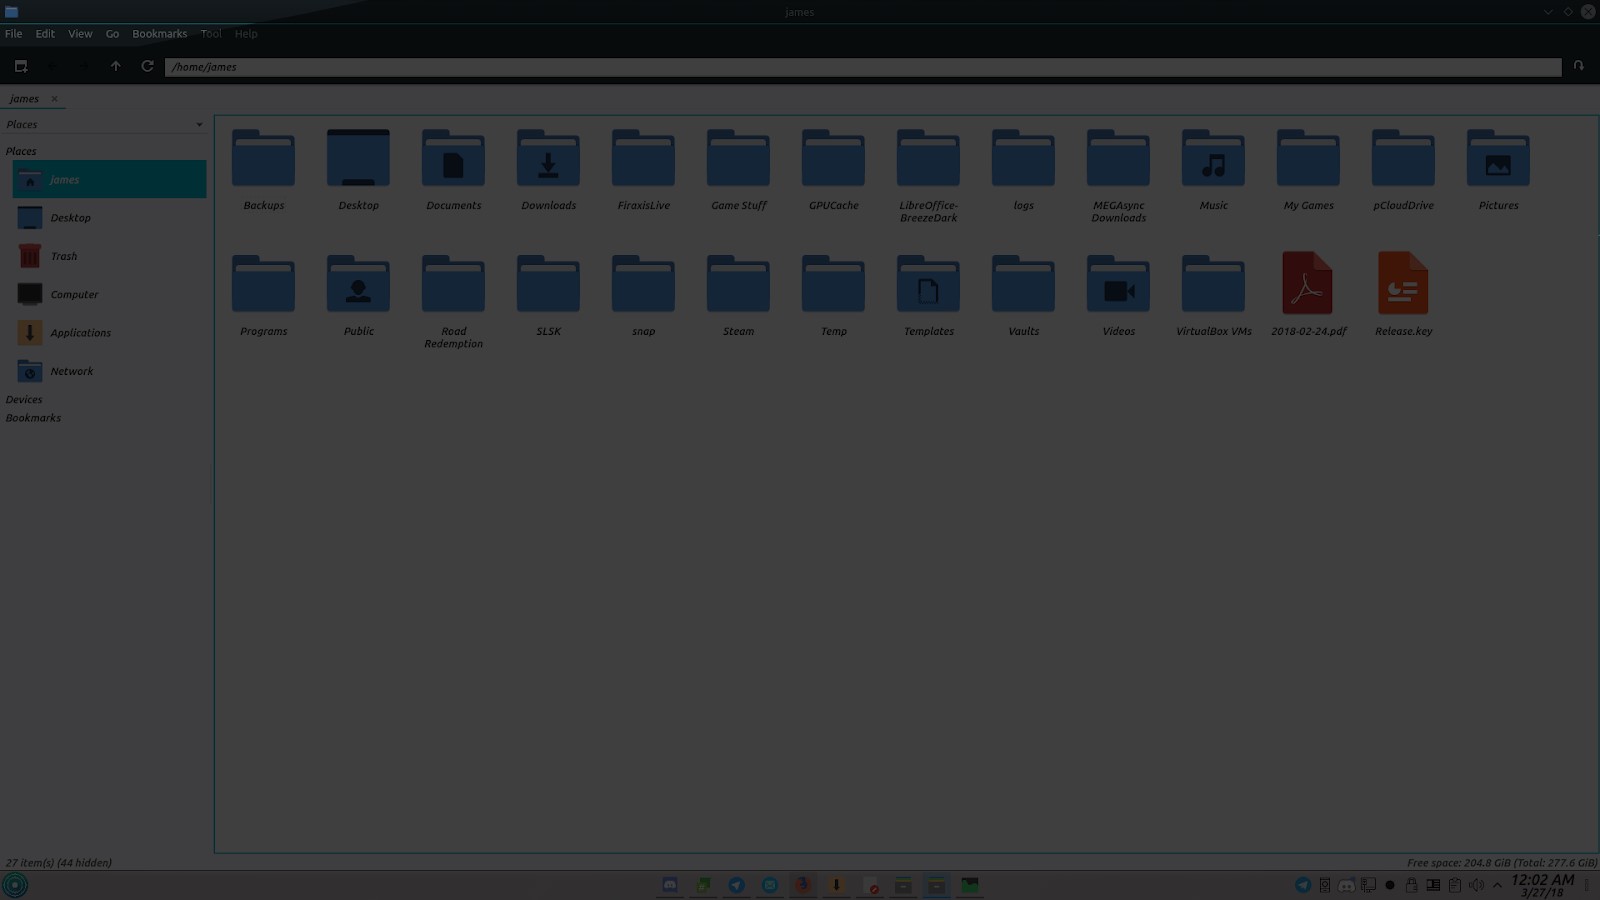 james
File Edit View Go Bookmarks Tool Help
/home/james
james
Places
Places
james
Desktop
Trash
Computer
Applications
Network
Devices
Bookmarks
Backups Desktop Documents Downloads FiraxisLive Game Stuff GPUCache LibreOffice- logs MEGAsync Music My Games pCloudDrive Pictures
BreezeDark Downloads
Programs Public Road SLSK snap Steam Temp Templates Vaults Videos VirtualBox VMs 2018-02-24.pdf Release.key
Redemption
27 item(s) (44 hidden) Free space: 204.8 GiB (Total: 277.6 GiB)
12:02 AM
3/27/18